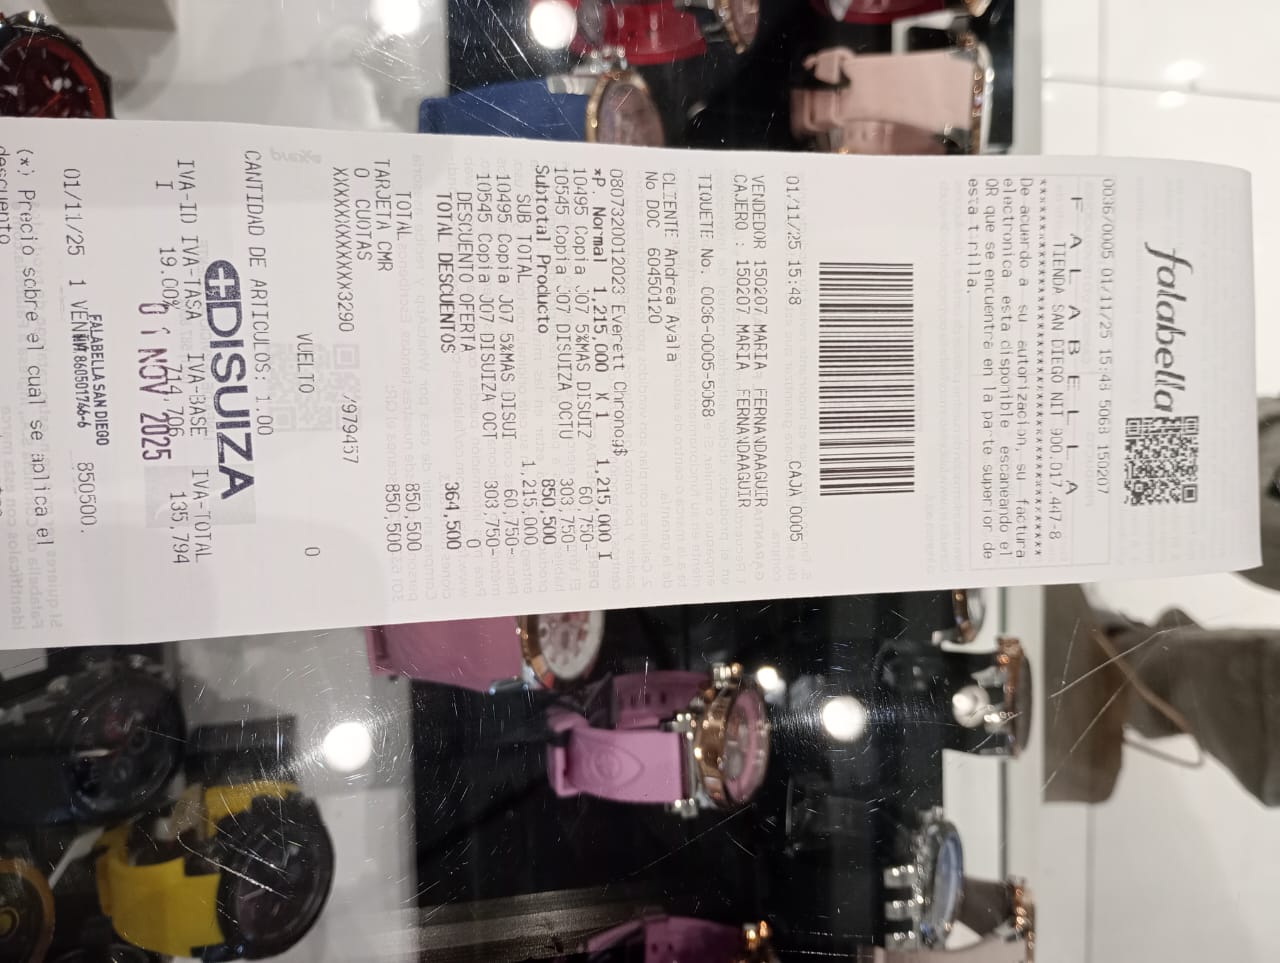 falabella
0036/0005 01/11/25 15:48 5068 150207
F A L A B E L L A
TIENDA SAN DIEGO NIT 900.017.447-8
************************************
De acuerdo a su autorizacion, su factura
electronica esta disponible escaneando el
QR que se encuentra en la parte superior de
esta tirilla.
01/11/25 15:48 CAJA 0005
VENDEDOR 150207 MARIA FERNANDAAGUIR
CAJERO : 150207 MARIA FERNANDAAGUIR
TIQUETE No. 0036-0005-5068
CLIENTE Andrea Ayala
No DOC 60450120
0807320012023 Everett Chronog$
*P. Normal 1,215,000 X 1 1,215,000 I
10495 Copia J07 5%MAS DISUIZ 60,750-
10545 Copia J07 DISUIZA OCTU 303,750-
Subtotal Producto 850,500
SUB TOTAL 1,215,000
10495 Copia J07 5%MAS DISUI 60,750-
10545 Copia J07 DISUIZA OCT 303,750-
DESCUENTO OFERTA 0
TOTAL DESCUENTOS 364,500
TOTAL 850,500
TARJETA CMR 850,500
0 CUOTAS
XXXXXXXXXXXX3290 /979457
VUELTO 0
CANTIDAD DE ARTICULOS: 1.00
DISUIZA
IVA-ID IVA-TASA IVA-BASE IVA-TOTAL
I 19.00% 714,706 135,794
01 NOV 2025
FALABELLA SAN DIEGO
NIT 860501766-6
01/11/25 1 850500.
(*) Precio sobre el cual se aplica el
descuento